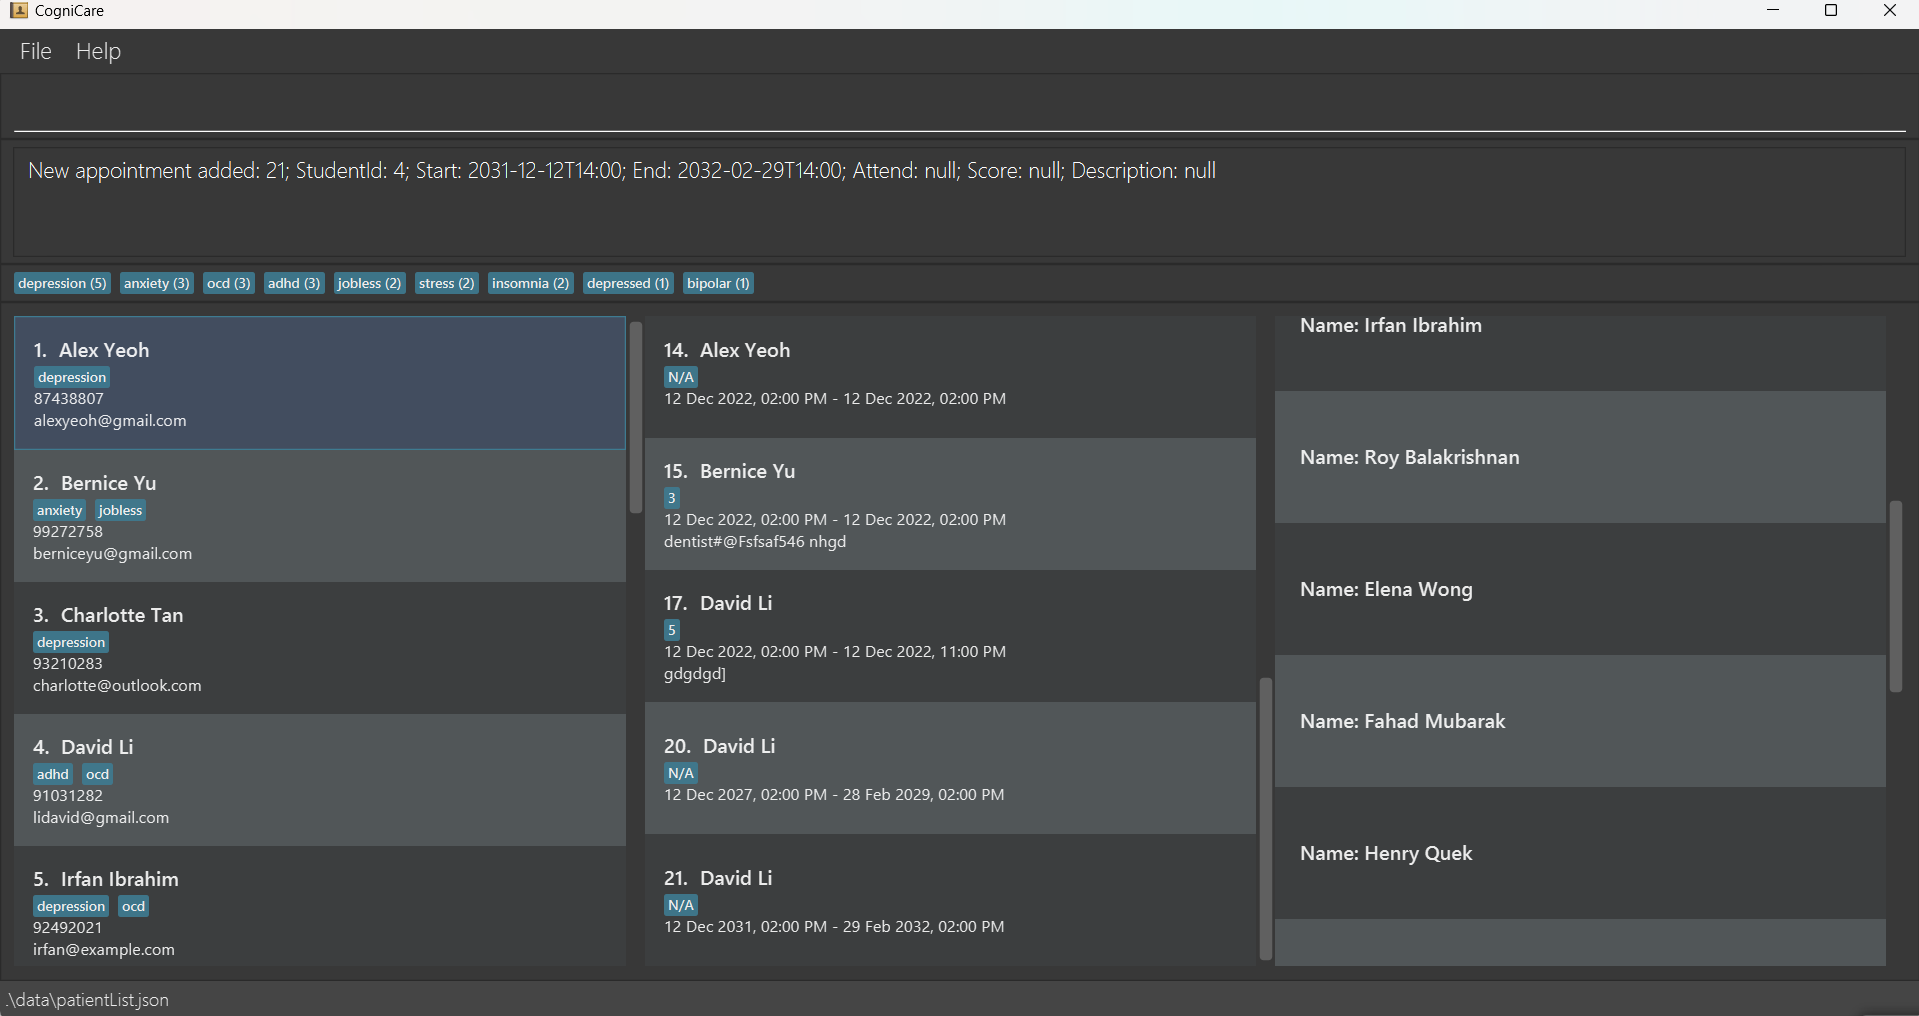 CogniCare
File Help
New appointment added: 21; StudentId: 4; Start: 2031-12-12T14:00; End: 2032-02-29T14:00; Attend: null; Score: null; Description: null
depression (5) anxiety (3) ocd (3) adhd (3) jobless (2) stress (2) insomnia (2) depressed (1) bipolar (1)
1. Alex Yeoh
depression
87438807
alexyeoh@gmail.com
2. Bernice Yu
anxiety jobless
99272758
berniceyu@gmail.com
3. Charlotte Tan
depression
93210283
charlotte@outlook.com
4. David Li
adhd ocd
91031282
lidavid@gmail.com
5. Irfan Ibrahim
depression ocd
92492021
irfan@example.com
14. Alex Yeoh
N/A
12 Dec 2022, 02:00 PM - 12 Dec 2022, 02:00 PM
15. Bernice Yu
3
12 Dec 2022, 02:00 PM - 12 Dec 2022, 02:00 PM
dentist#@Fsfsaf546 nhgd
17. David Li
5
12 Dec 2022, 02:00 PM - 12 Dec 2022, 11:00 PM
gdgdgd]
20. David Li
N/A
12 Dec 2027, 02:00 PM - 28 Feb 2029, 02:00 PM
21. David Li
N/A
12 Dec 2031, 02:00 PM - 29 Feb 2032, 02:00 PM
Name: Irfan Ibrahim
Name: Roy Balakrishnan
Name: Elena Wong
Name: Fahad Mubarak
Name: Henry Quek
.\data\patientList.json